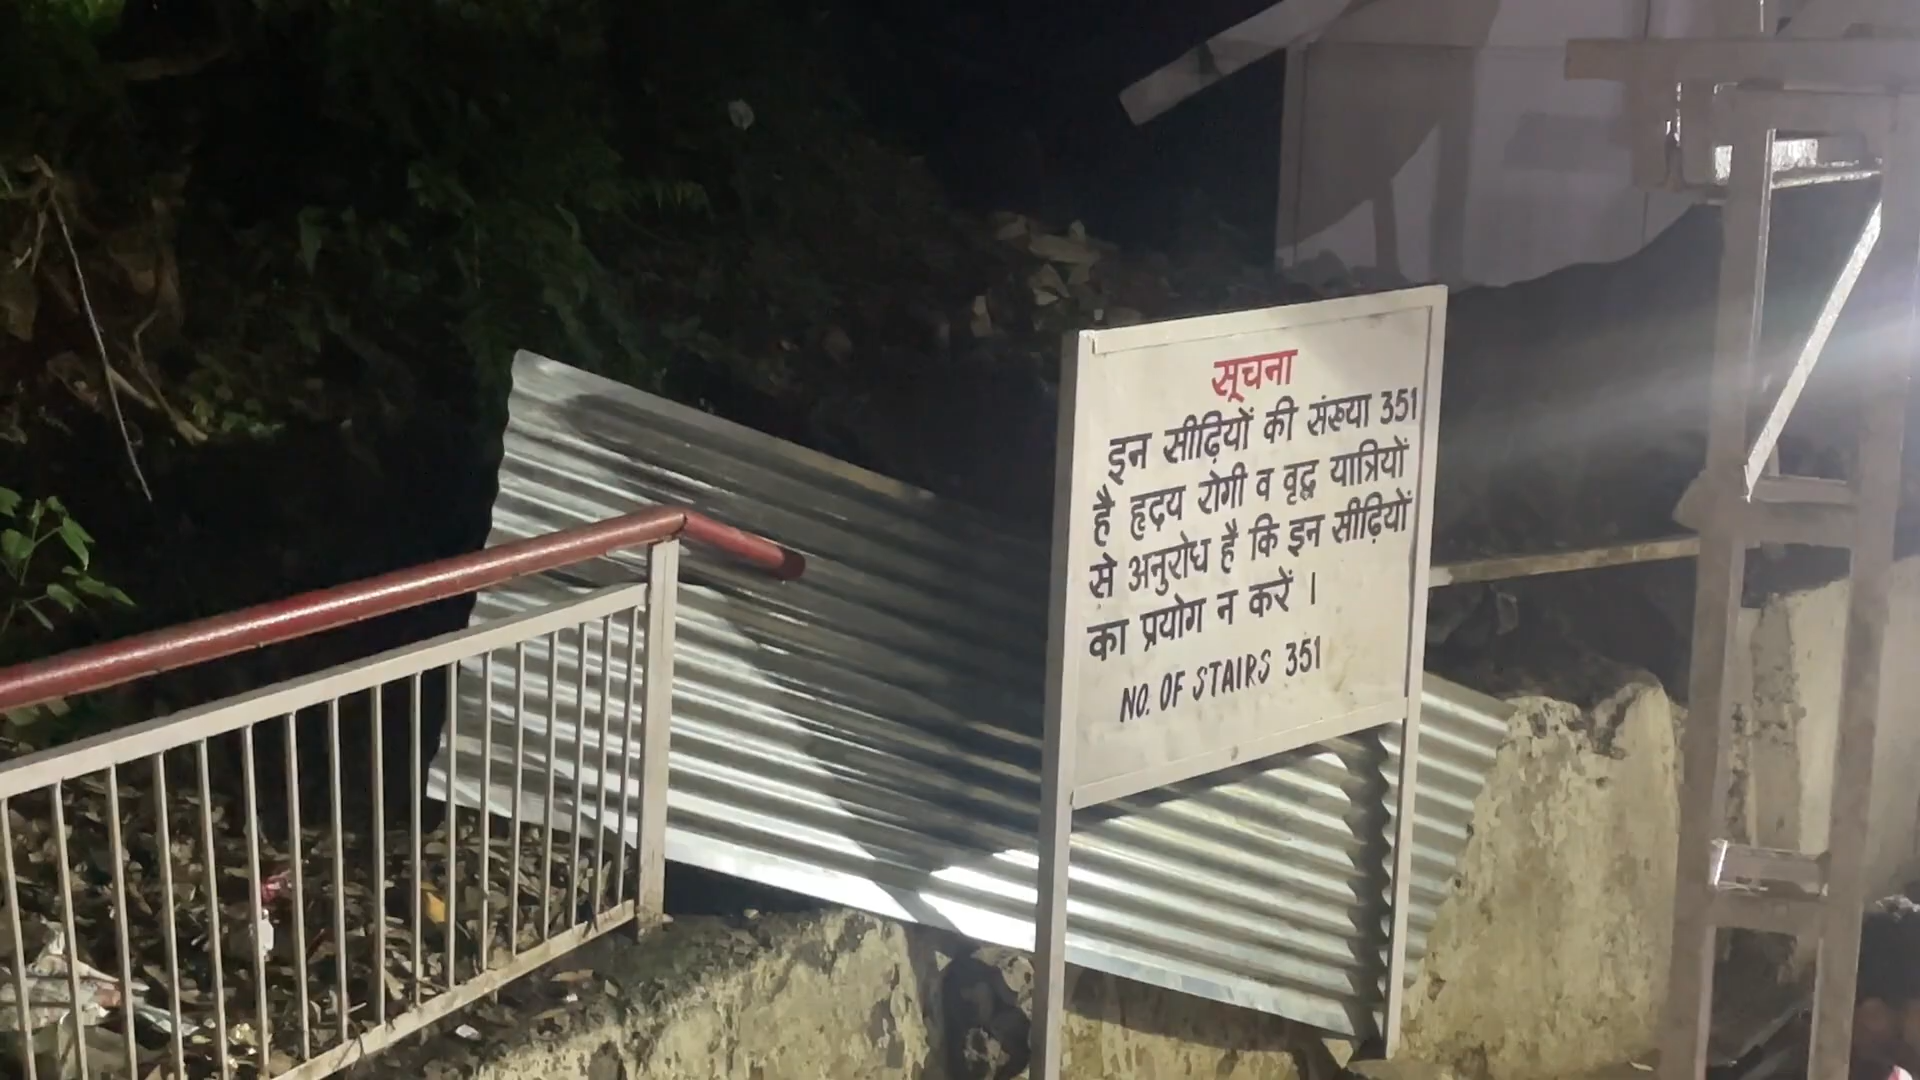 सूचना
इन सीढ़ियों की संख्या 351
है हृदय रोगी व वृद्ध यात्रियों
से अनुरोध है कि इन सीढ़ियों
का प्रयोग न करें ।
NO. OF STAIRS 351